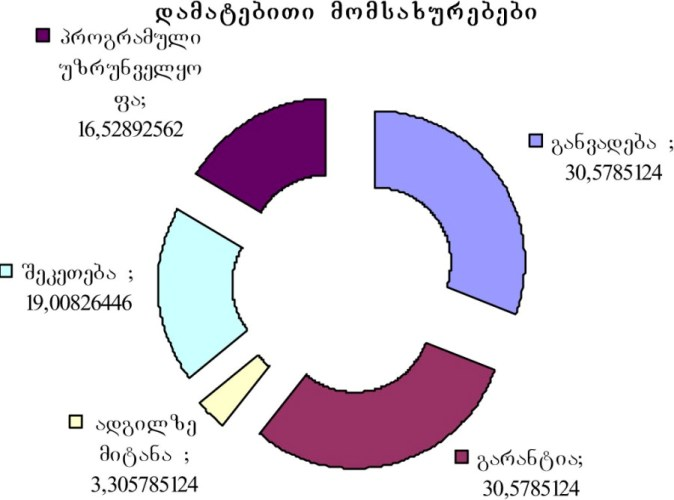 დამატებითი მომსახურებები
პროგრამული
უზრუნველყო
ფა;
16,52892562
განვადება ;
30,5785124
შეკეთება ;
19,00826446
ადგილზე
მიტანა ;
3,305785124
გარანტია;
30,5785124